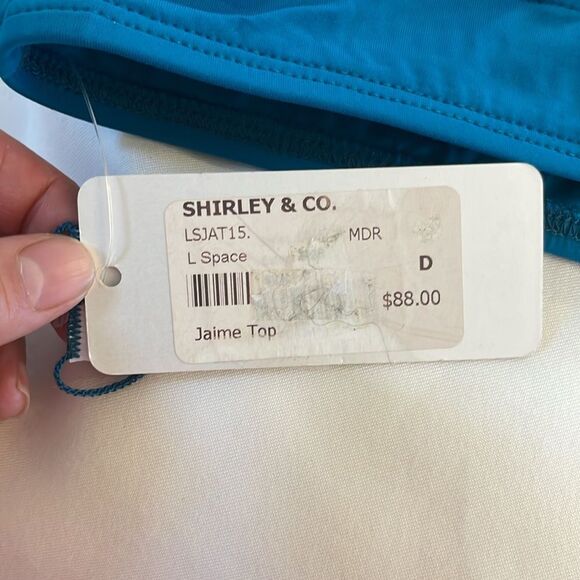 SHIRLEY & CO.
LSJAT15. MDR
L Space
D
$88.00
Jaime Top